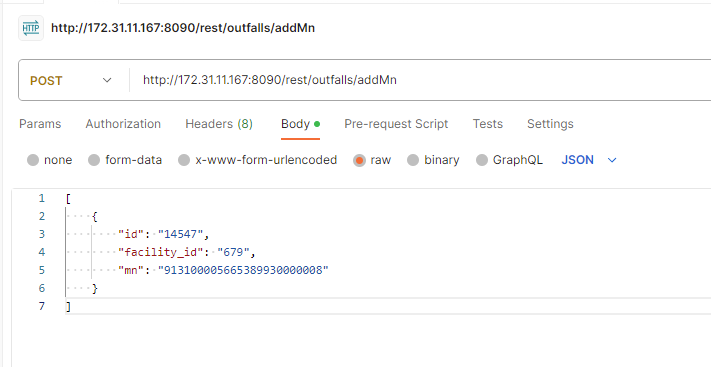 HTTP http://172.31.11.167:8090/rest/outfalls/addMn
POST http://172.31.11.167:8090/rest/outfalls/addMn
Params Authorization Headers (8) Body Pre-request Script Tests Settings
none form-data x-www-form-urlencoded raw binary GraphQL JSON
1 [
2 {
3 "id": "14547",
4 "facility_id": "679",
5 "mn": "913100005665389930000008"
6 }
7 ]